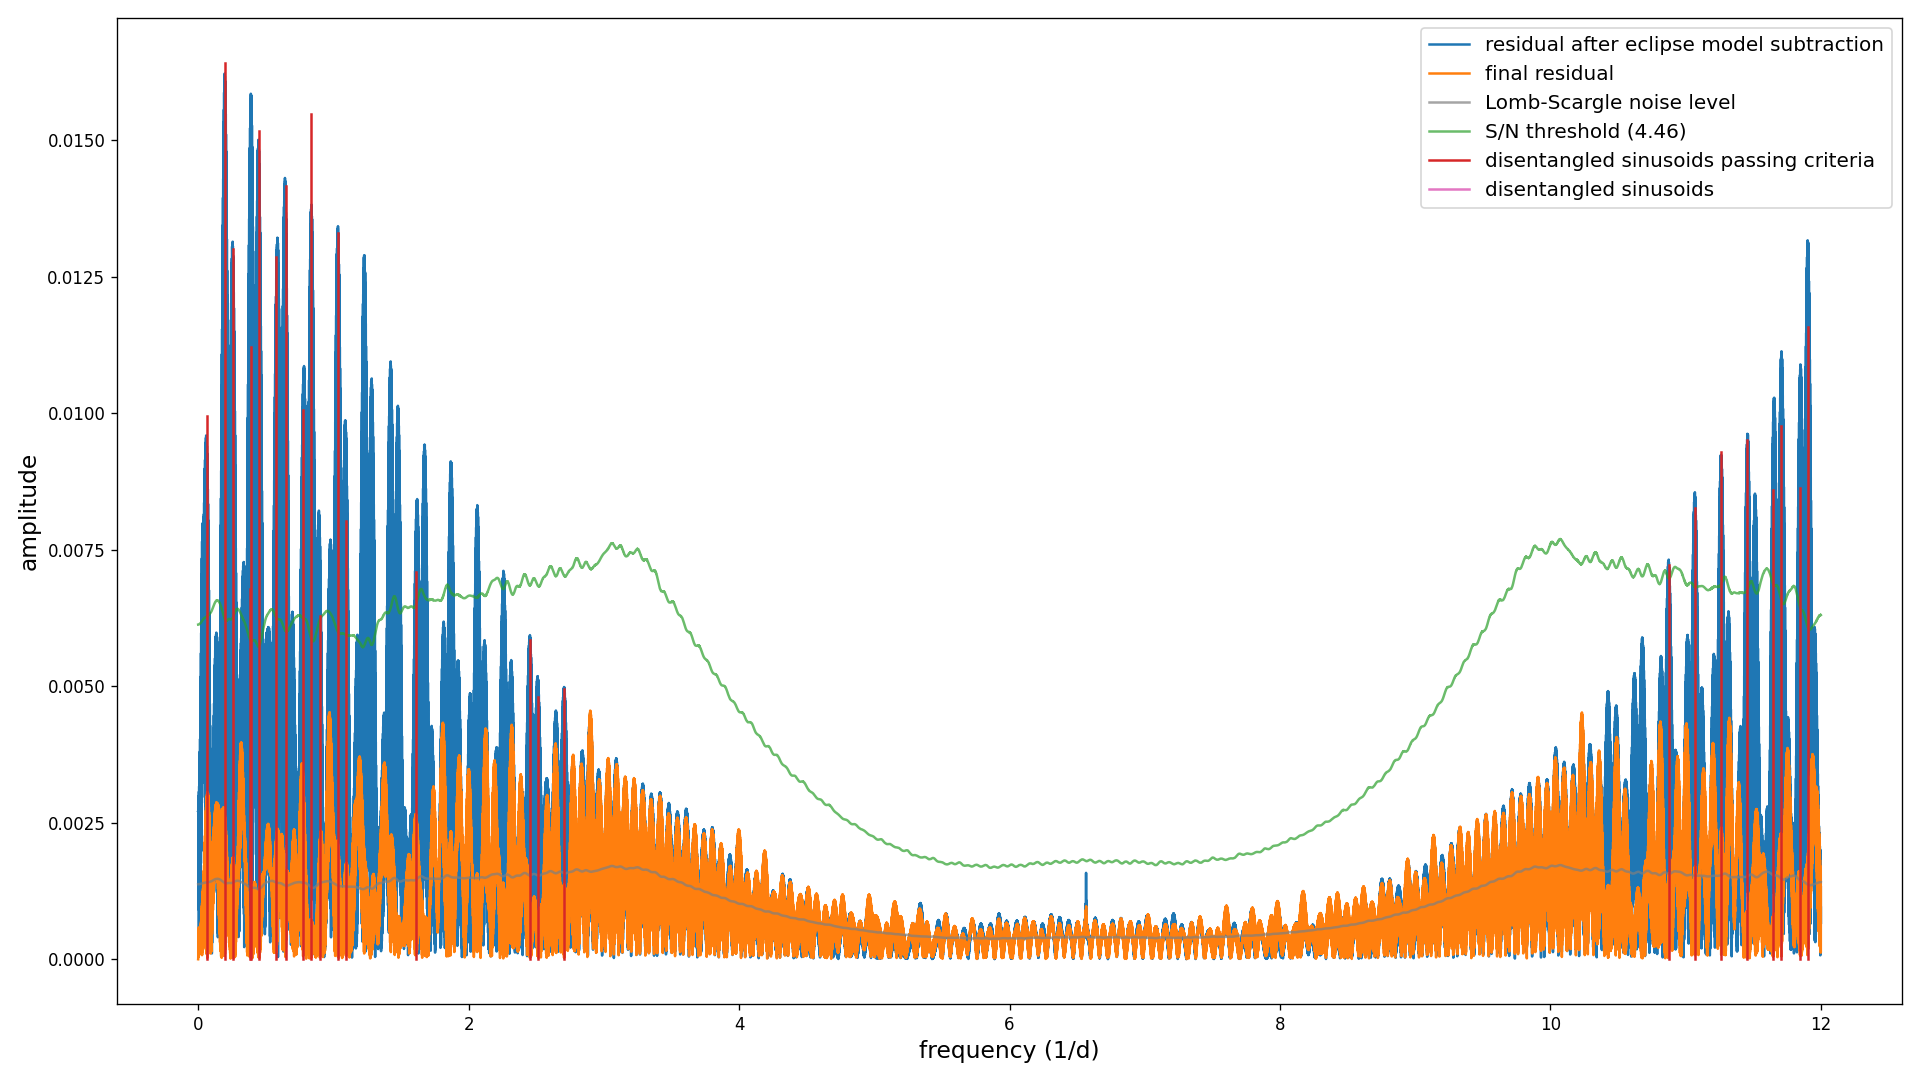 residual after eclipse model subtraction
final residual
Lomb-Scargle noise level
S/N threshold (4.46)
disentangled sinusoids passing criteria
disentangled sinusoids
0.0150
0.0125
0.0100
0.0075
0.0050
0.0025
0.0000
amplitude
0 2 4 6 8 10 12
frequency (1/d)